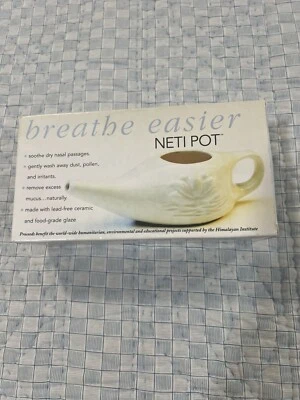 breathe easier
NETI POT™
• soothe dry nasal passages.
• gently wash away dust, pollen,
and irritants.
• remove excess
mucus...naturally
• made with lead-free ceramic
and food-grade glaze
Proceeds benefit the world-wide humanitarian, environmental and educational projects supported by the Himalayan Institute